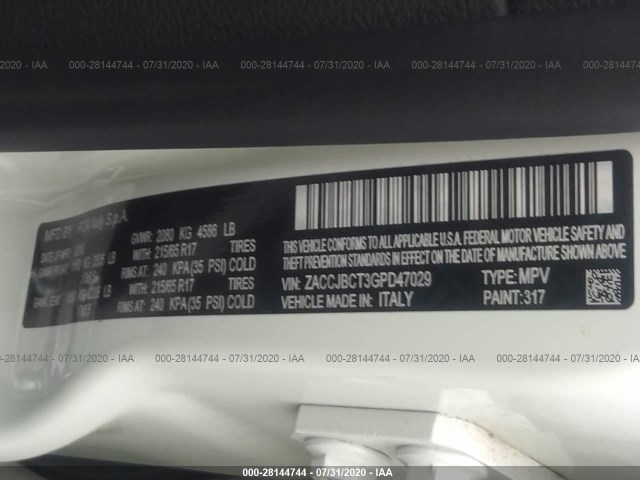 000-28144744 - 07/31/2020 - IAA
MFD BY: FCA Italy S.p.A.
GVWR: 2080 KG 4586 LB
215/65 R17 TIRES
RIMS AT: 240 KPA(35 PSI) COLD
WITH: 215/65 R17 TIRES
RIMS AT: 240 KPA(35 PSI) COLD
THIS VEHICLE CONFORMS TO ALL APPLICABLE U.S.FEDERAL MOTOR VEHICLE SAFETY
AND THEFT PREVENTION STANDARDS IN EFFECT ON THE DATE OF MANUFACTURE SHOWN ABOVE
VIN: ZACCJBCT3GPD47029 TYPE: MPV
VEHICLE MADE IN: ITALY PAINT:317
000-28144744 - 07/31/2020 - IAA
000-28144744 - 07/31/2020 - IAA